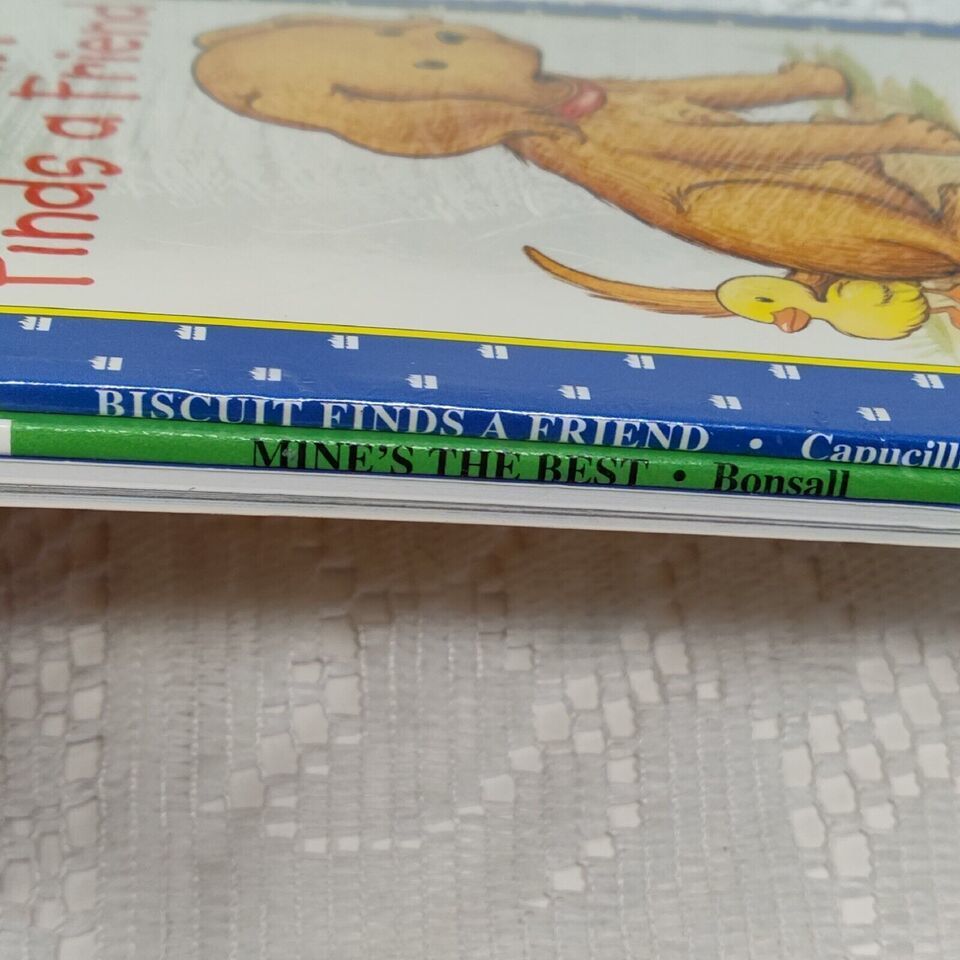 Finds a Friend
BISCUIT FINDS A FRIEND • Capucill
MINE'S THE BEST • Bonsall